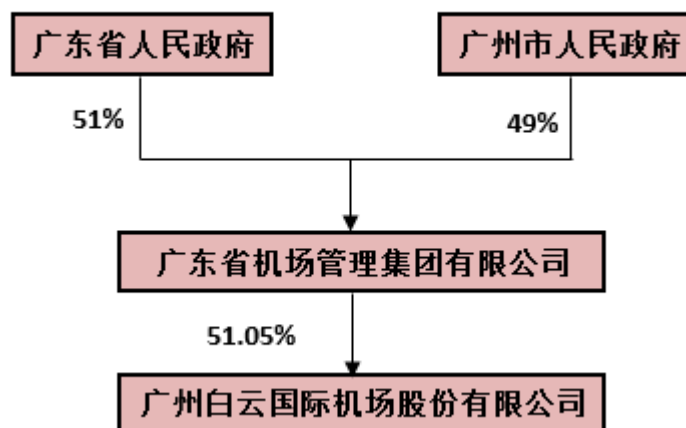 广东省人民政府
广州市人民政府
51%
49%
广东省机场管理集团有限公司
51.05%
广州白云国际机场股份有限公司